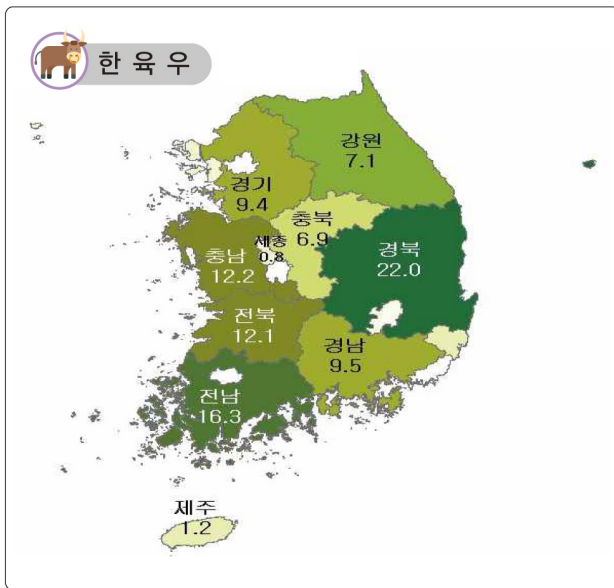 한육우
강원
7.1
경기
9.4
충북
6.9
세종
0.8
충남
12.2
경북
22.0
전북
12.1
경남
9.5
전남
16.3
제주
1.2